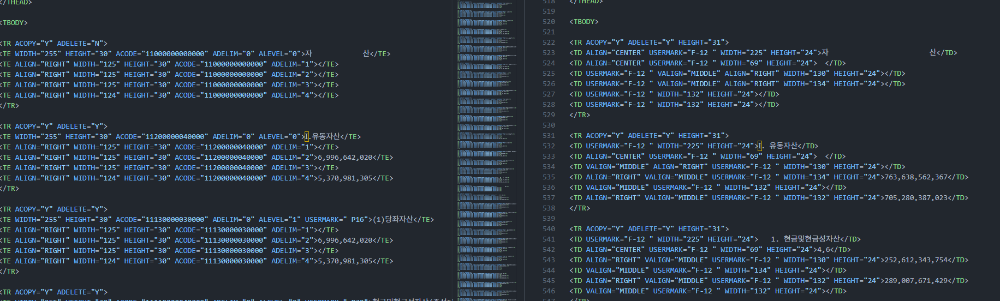 </THEAD>
<TBODY>
<TR ACOPY="Y" ADELETE="N">
<TE WIDTH="255" HEIGHT="30" ACODE="11000000000000" ADELIM="0" ALEVEL="0">자 산</TE>
<TE ALIGN="RIGHT" WIDTH="125" HEIGHT="30" ACODE="11000000000000" ADELIM="1"></TE>
<TE ALIGN="RIGHT" WIDTH="125" HEIGHT="30" ACODE="11000000000000" ADELIM="2"></TE>
<TE ALIGN="RIGHT" WIDTH="125" HEIGHT="30" ACODE="11000000000000" ADELIM="3"></TE>
<TE ALIGN="RIGHT" WIDTH="124" HEIGHT="30" ACODE="11000000000000" ADELIM="4"></TE>
</TR>
<TR ACOPY="Y" ADELETE="Y">
<TE WIDTH="255" HEIGHT="30" ACODE="11200000040000" ADELIM="0" ALEVEL="0">Ⅰ.유동자산</TE>
<TE ALIGN="RIGHT" WIDTH="125" HEIGHT="30" ACODE="11200000040000" ADELIM="1"></TE>
<TE ALIGN="RIGHT" WIDTH="125" HEIGHT="30" ACODE="11200000040000" ADELIM="2">6,996,642,020</TE>
<TE ALIGN="RIGHT" WIDTH="125" HEIGHT="30" ACODE="11200000040000" ADELIM="3"></TE>
<TE ALIGN="RIGHT" WIDTH="124" HEIGHT="30" ACODE="11200000040000" ADELIM="4">5,370,981,305</TE>
</TR>
<TR ACOPY="Y" ADELETE="Y">
<TE WIDTH="255" HEIGHT="30" ACODE="11130000030000" ADELIM="0" ALEVEL="1" USERMARK=" P16">(1)당좌자산</TE>
<TE ALIGN="RIGHT" WIDTH="125" HEIGHT="30" ACODE="11130000030000" ADELIM="1"></TE>
<TE ALIGN="RIGHT" WIDTH="125" HEIGHT="30" ACODE="11130000030000" ADELIM="2">6,996,642,020</TE>
<TE ALIGN="RIGHT" WIDTH="125" HEIGHT="30" ACODE="11130000030000" ADELIM="3"></TE>
<TE ALIGN="RIGHT" WIDTH="124" HEIGHT="30" ACODE="11130000030000" ADELIM="4">5,370,981,305</TE>
</TR>
<TR ACOPY="Y" ADELETE="Y">
518 </THEAD>
519
520 <TBODY>
521
522 <TR ACOPY="Y" ADELETE="Y" HEIGHT="31">
523 <TD ALIGN="CENTER" USERMARK="F-12 " WIDTH="225" HEIGHT="24">자 산</TD>
524 <TD ALIGN="CENTER" USERMARK="F-12 " WIDTH="69" HEIGHT="24">  </TD>
525 <TD USERMARK="F-12 " VALIGN="MIDDLE" ALIGN="RIGHT" WIDTH="130" HEIGHT="24"></TD>
526 <TD USERMARK="F-12 " VALIGN="MIDDLE" ALIGN="RIGHT" WIDTH="134" HEIGHT="24"></TD>
527 <TD USERMARK="F-12 " WIDTH="132" HEIGHT="24"></TD>
528 <TD USERMARK="F-12 " WIDTH="132" HEIGHT="24"></TD>
529 </TR>
530
531 <TR ACOPY="Y" ADELETE="Y" HEIGHT="31">
532 <TD USERMARK="F-12 " WIDTH="225" HEIGHT="24">Ⅰ. 유동자산</TD>
533 <TD ALIGN="CENTER" USERMARK="F-12 " WIDTH="69" HEIGHT="24">  </TD>
534 <TD VALIGN="MIDDLE" ALIGN="RIGHT" USERMARK="F-12 " WIDTH="130" HEIGHT="24"></TD>
535 <TD ALIGN="RIGHT" VALIGN="MIDDLE" USERMARK="F-12 " WIDTH="134" HEIGHT="24">763,638,562,367</TD>
536 <TD VALIGN="MIDDLE" USERMARK="F-12 " WIDTH="132" HEIGHT="24"></TD>
537 <TD ALIGN="RIGHT" VALIGN="MIDDLE" USERMARK="F-12 " WIDTH="132" HEIGHT="24">705,280,387,023</TD>
538 </TR>
539
540 <TR ACOPY="Y" ADELETE="Y" HEIGHT="31">
541 <TD USERMARK="F-12 " WIDTH="225" HEIGHT="24">   1. 현금및현금성자산</TD>
542 <TD ALIGN="CENTER" USERMARK="F-12 " WIDTH="69" HEIGHT="24">4,6</TD>
543 <TD ALIGN="RIGHT" VALIGN="MIDDLE" USERMARK="F-12 " WIDTH="130" HEIGHT="24">252,612,343,754</TD>
544 <TD VALIGN="MIDDLE" USERMARK="F-12 " WIDTH="134" HEIGHT="24"></TD>
545 <TD ALIGN="RIGHT" VALIGN="MIDDLE" USERMARK="F-12 " WIDTH="132" HEIGHT="24">289,007,671,429</TD>
546 <TD VALIGN="MIDDLE" USERMARK="F-12 " WIDTH="132" HEIGHT="24"></TD>
547 </TR>